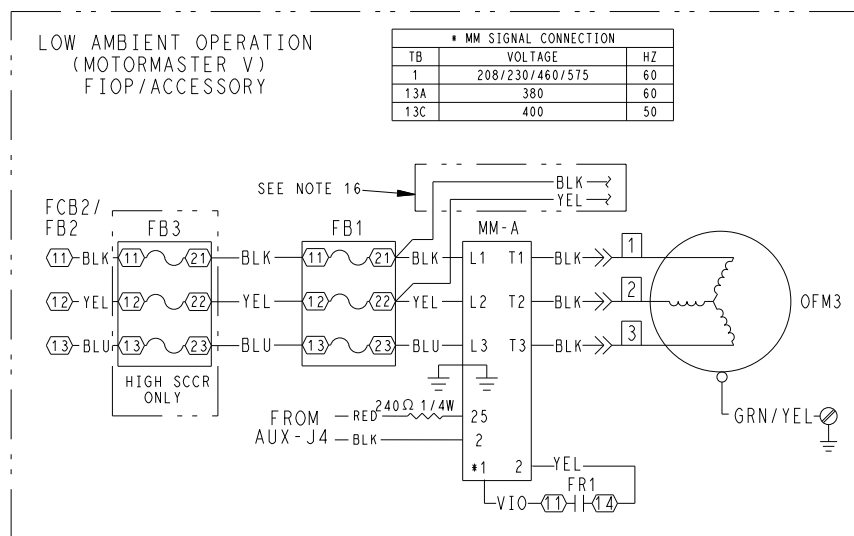 LOW AMBIENT OPERATION
(MOTORMASTER V)
FIOP/ACCESSORY
* MM SIGNAL CONNECTION
TB VOLTAGE HZ
1 208/230/460/575 60
13A 380 60
13C 400 50
SEE NOTE 16
BLK
YEL
FCB2/
FB2
FB3
FB1
MM-A
11 BLK 11 21 BLK 11 21 BLK L1 T1 BLK 1
12 YEL 12 22 YEL 12 22 YEL L2 T2 BLK 2
OFM3
13 BLU 13 23 BLU 13 23 BLU L3 T3 BLK 3
HIGH SCCR
ONLY
FROM
AUX-J4
RED 240Ω 1/4W 25
BLK 2
GRN/YEL
*1 2 YEL
FR1
VIO 11 14